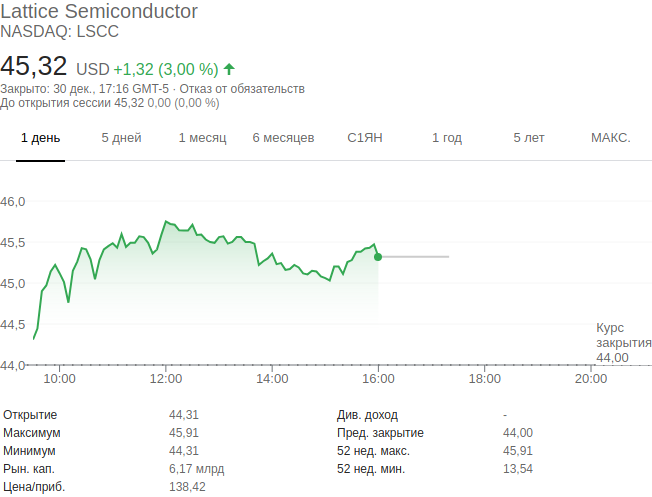 Lattice Semiconductor
NASDAQ: LSCC
45,32 USD +1,32 (3,00 %)
Закрыто: 30 дек., 17:16 GMT-5 · Отказ от обязательств
До открытия сессии 45,32 0,00 (0,00 %)
1 день 5 дней 1 месяц 6 месяцев С1ЯН 1 год 5 лет МАКС.
46,0
45,5
45,0
44,5
44,0
Курс
закрытия
44,00
10:00 12:00 14:00 16:00 18:00 20:00
Открытие 44,31 Див. доход -
Максимум 45,91 Пред. закрытие 44,00
Минимум 44,31 52 нед. макс. 45,91
Рын. кап. 6,17 млрд 52 нед. мин. 13,54
Цена/приб. 138,42